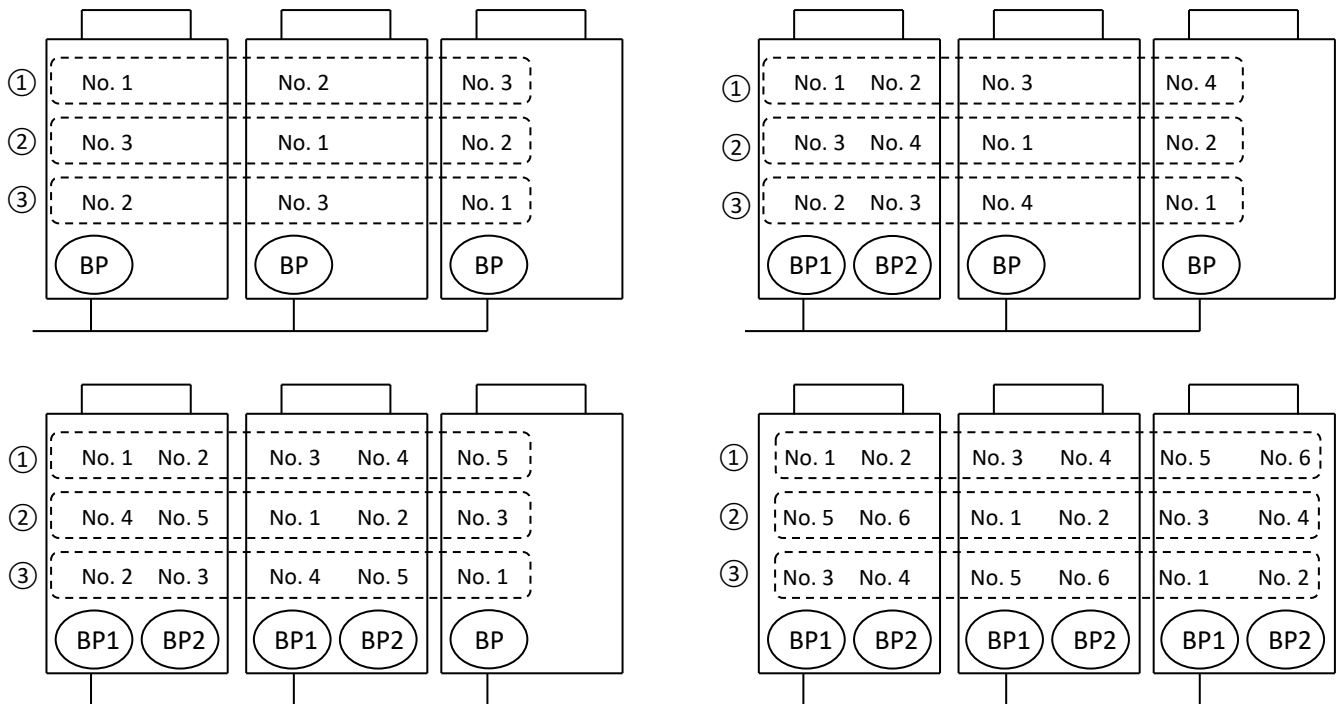 ① No. 1 No. 2 No. 3
② No. 3 No. 1 No. 2
③ No. 2 No. 3 No. 1
BP BP BP
① No. 1 No. 2 No. 3 No. 4
② No. 3 No. 4 No. 1 No. 2
③ No. 2 No. 3 No. 4 No. 1
BP1 BP2 BP BP
① No. 1 No. 2 No. 3 No. 4 No. 5
② No. 4 No. 5 No. 1 No. 2 No. 3
③ No. 2 No. 3 No. 4 No. 5 No. 1
BP1 BP2 BP1 BP2 BP
① No. 1 No. 2 No. 3 No. 4 No. 5 No. 6
② No. 5 No. 6 No. 1 No. 2 No. 3 No. 4
③ No. 3 No. 4 No. 5 No. 6 No. 1 No. 2
BP1 BP2 BP1 BP2 BP1 BP2